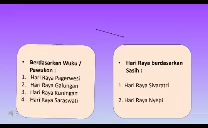 • Berdasarkan Wuku /
Pawukon :
1. Hari Raya Pagerwesi
2. Hari Raya Galungan
3. Hari Raya Kuningan
4. Hari Raya Saraswati
• Hari Raya berdasarkan
Sasih :
1. Hari Raya Siwaratri
2. Hari Raya Nyepi